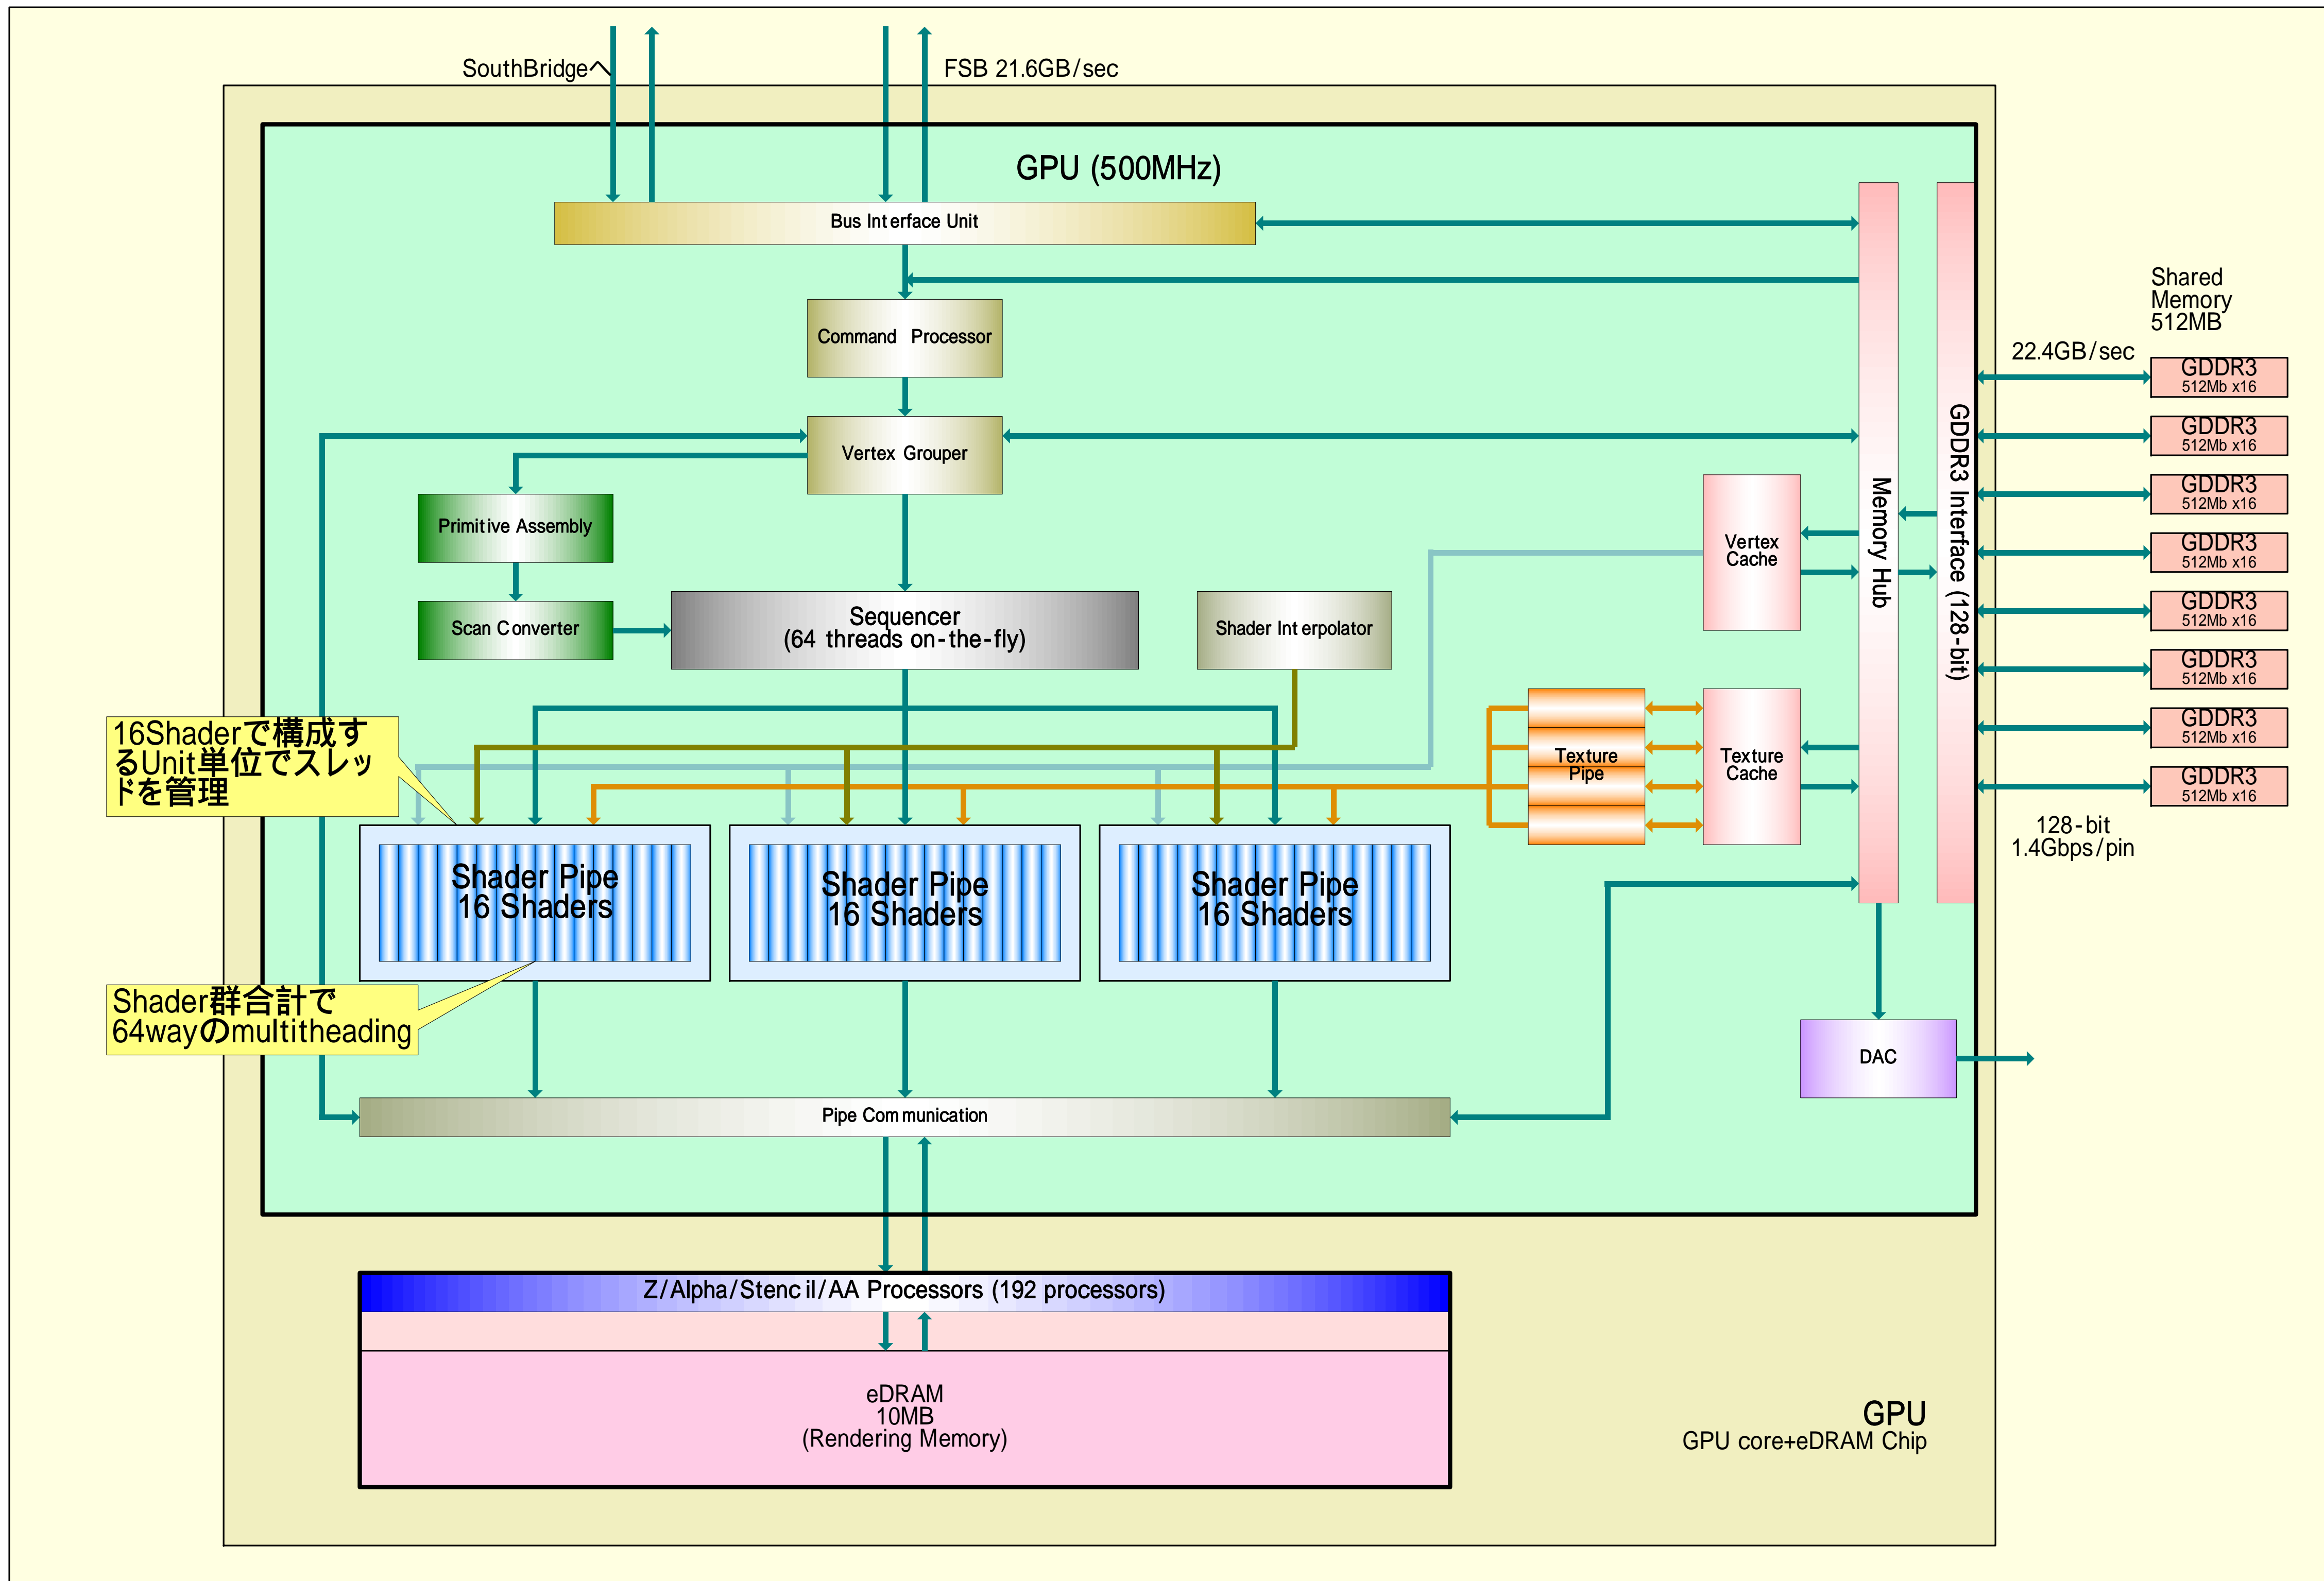 SouthBridgeへ
FSB 21.6GB/sec
GPU (500MHz)
Bus Interface Unit
Command Processor
Vertex Grouper
Primitive Assembly
Scan Converter
Sequencer
(64 threads on-the-fly)
Shader Interpolator
Vertex
Cache
Texture
Pipe
Texture
Cache
Memory Hub
GDDR3 Interface (128-bit)
Shared
Memory
512MB
22.4GB/sec
GDDR3
512Mb x16
GDDR3
512Mb x16
GDDR3
512Mb x16
GDDR3
512Mb x16
GDDR3
512Mb x16
GDDR3
512Mb x16
GDDR3
512Mb x16
GDDR3
512Mb x16
128-bit
1.4Gbps/pin
16Shaderで構成す
るUnit単位でスレッ
ドを管理
Shader Pipe
16 Shaders
Shader Pipe
16 Shaders
Shader Pipe
16 Shaders
Shader群合計で
64wayのmultitheading
DAC
Pipe Communication
Z/Alpha/Stencil/AA Processors (192 processors)
eDRAM
10MB
(Rendering Memory)
GPU
GPU core+eDRAM Chip